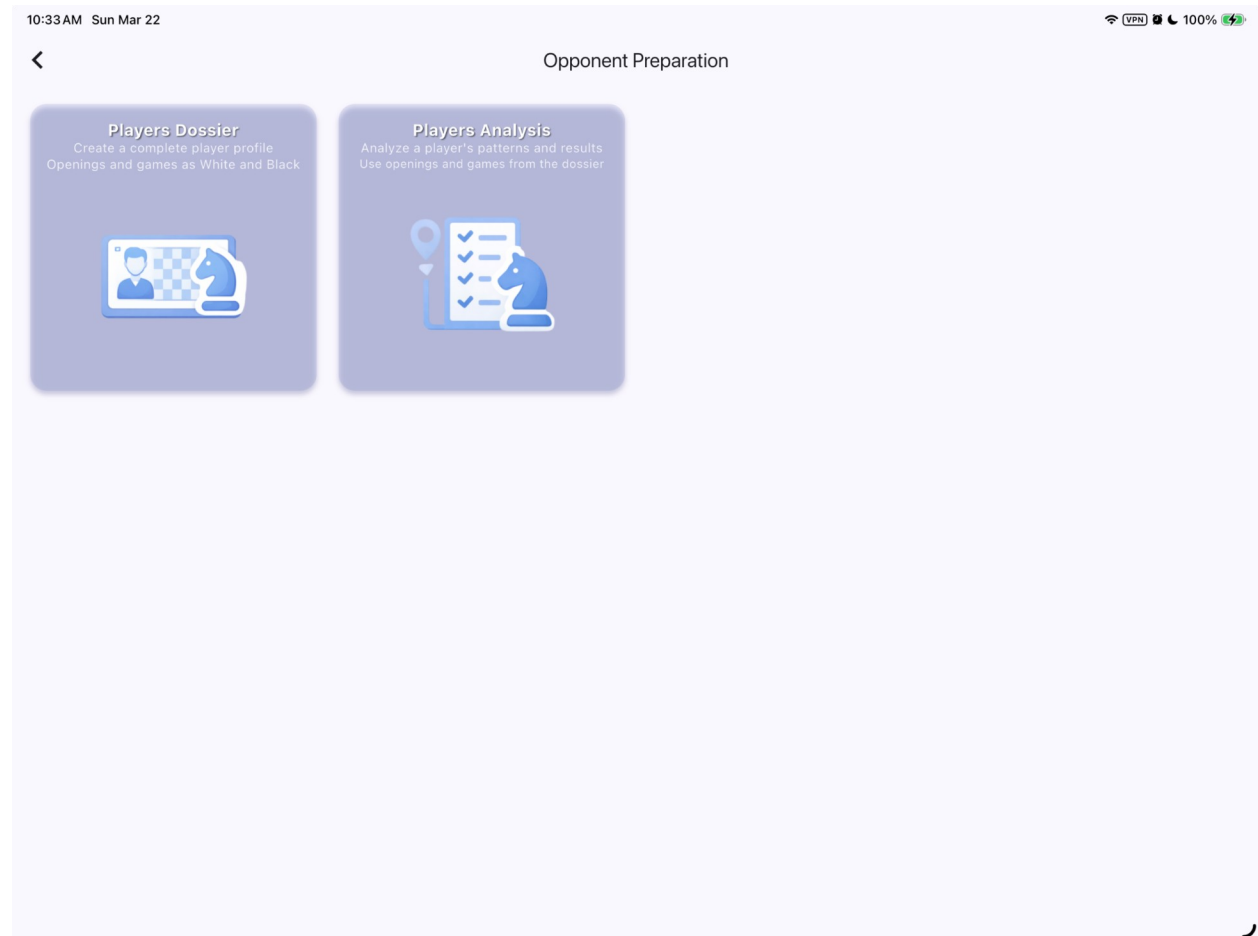 10:33 AM Sun Mar 22
VPN 100%
Opponent Preparation
Players Dossier
Create a complete player profile
Openings and games as White and Black
Players Analysis
Analyze a player's patterns and results
Use openings and games from the dossier